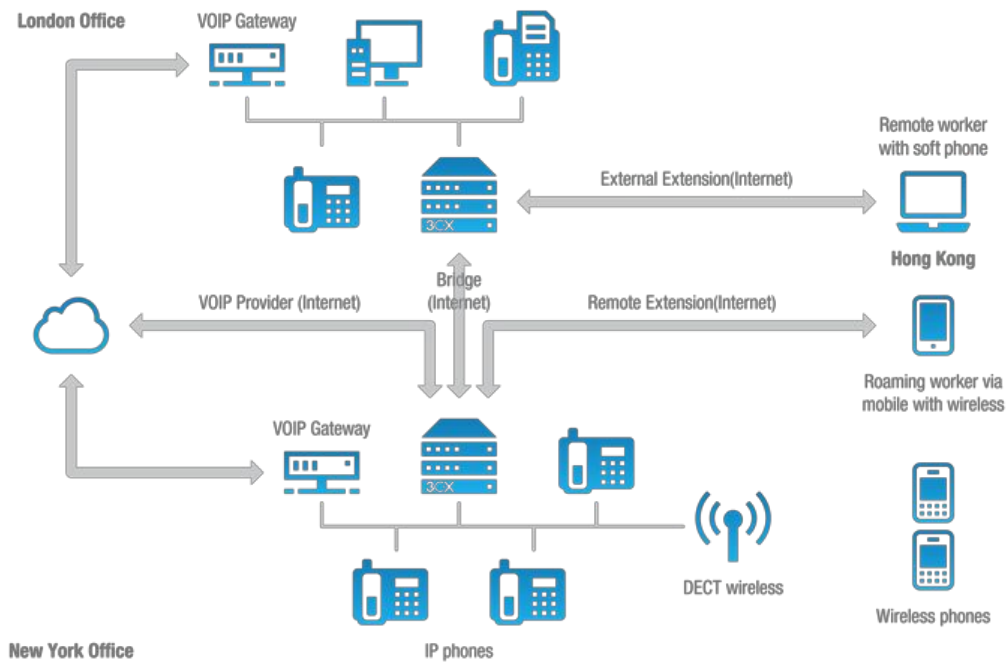 London Office
VOIP Gateway
Remote worker
with soft phone
External Extension(Internet)
3CX
Hong Kong
Bridge
(Internet)
VOIP Provider (Internet)
Remote Extension(Internet)
Roaming worker via
mobile with wireless
VOIP Gateway
3CX
DECT wireless
Wireless phones
IP phones
New York Office